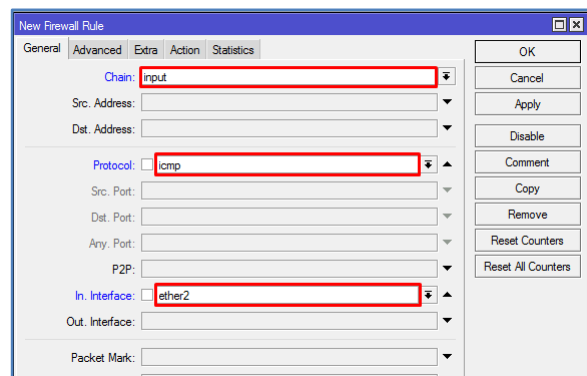 New Firewall Rule
General Advanced Extra Action Statistics
Chain: input
Src. Address:
Dst. Address:
Protocol: icmp
Src. Port:
Dst. Port:
Any. Port:
P2P:
In. Interface: ether2
Out. Interface:
Packet Mark:
OK
Cancel
Apply
Disable
Comment
Copy
Remove
Reset Counters
Reset All Counters